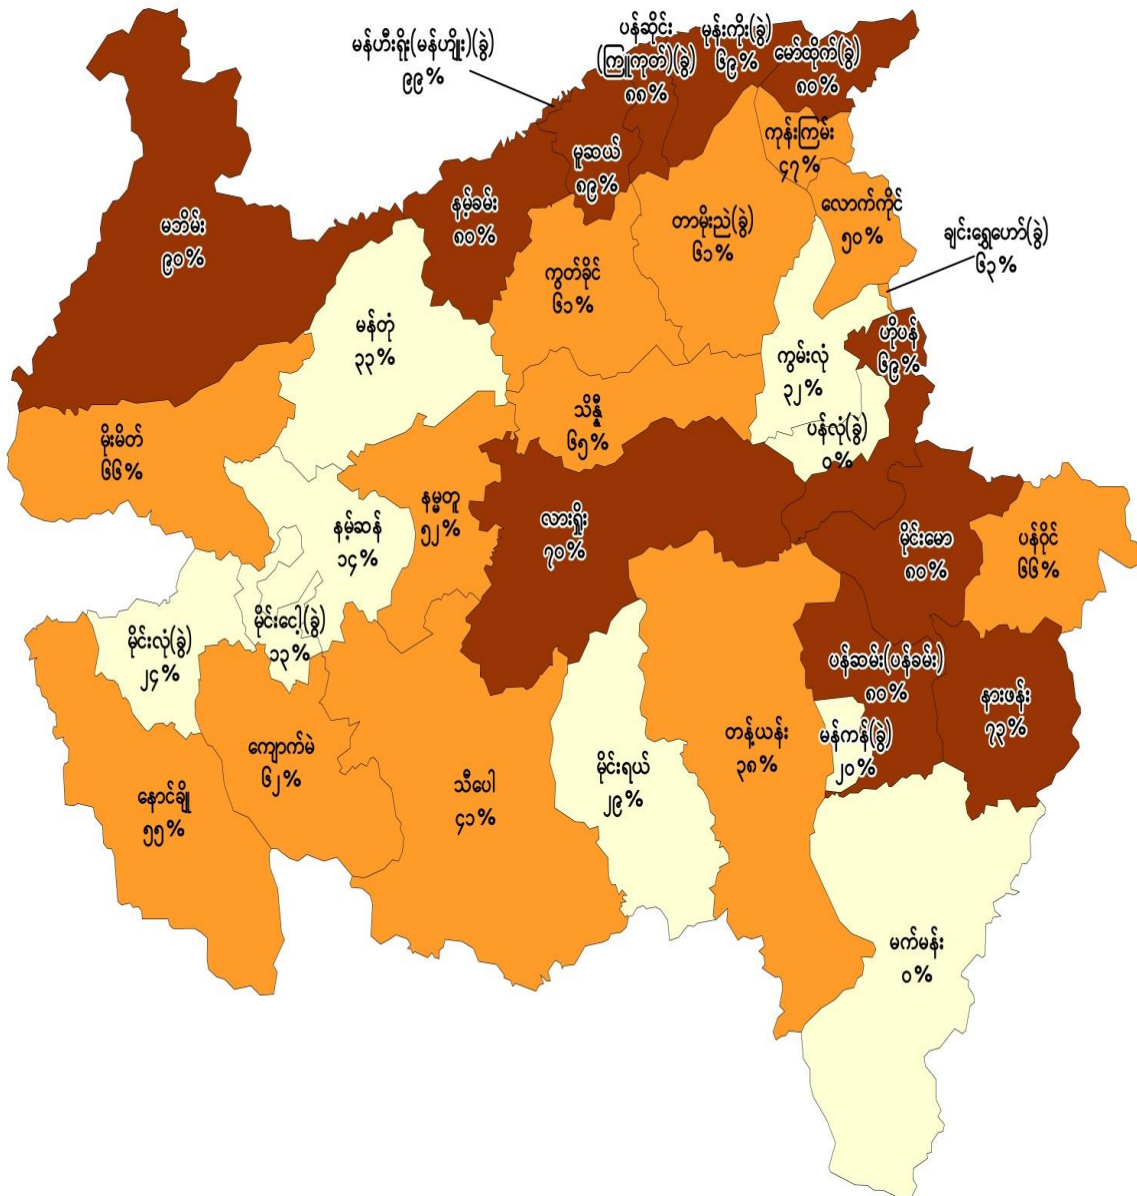 မန်ဟီးရိုး(မန်ဟျိုး)(ခွဲ)
၉၉%
ပန်ဆိုင်း
(ကြူကုတ်)(ခွဲ)
၈၈%
မုန်းကိုး(ခွဲ)
၆၉%
မော်ထိုက်(ခွဲ)
၈၀%
ကုန်းကြမ်း
၄၇%
မူဆယ်
၈၉%
နမ့်ခမ်း
၈၀%
မဘိမ်း
၉၀%
တာမိုးညဲ(ခွဲ)
၆၁%
လောက်ကိုင်
၅၀%
ချင်းရွှေဟော်(ခွဲ)
၆၃%
ကွတ်ခိုင်
၆၁%
မန်တုံ
၃၃%
ဟိုပန်
၆၉%
ကွမ်းလုံ
၃၂%
ပန်လုံ(ခွဲ)
၀%
သိန္နီ
၆၅%
မိုးမိတ်
၆၆%
နမ္မတူ
၅၂%
နမ့်ဆန်
၁၄%
လားရှိုး
၇၀%
မိုင်းမော
၈၀%
ပန်ဝိုင်
၆၆%
မိုင်းငေါ့(ခွဲ)
၁၃%
မိုင်းလုံ(ခွဲ)
၂၄%
ပန်ဆမ်း(ပန်ခမ်း)
၈၀%
နားဖန်း
၇၃%
ကျောက်မဲ
၆၂%
တန့်ယန်း
၃၈%
မန်ကန်(ခွဲ)
၂၀%
နောင်ချို
၅၅%
သီပေါ
၄၁%
မိုင်းရယ်
၂၉%
မက်မန်း
၀%